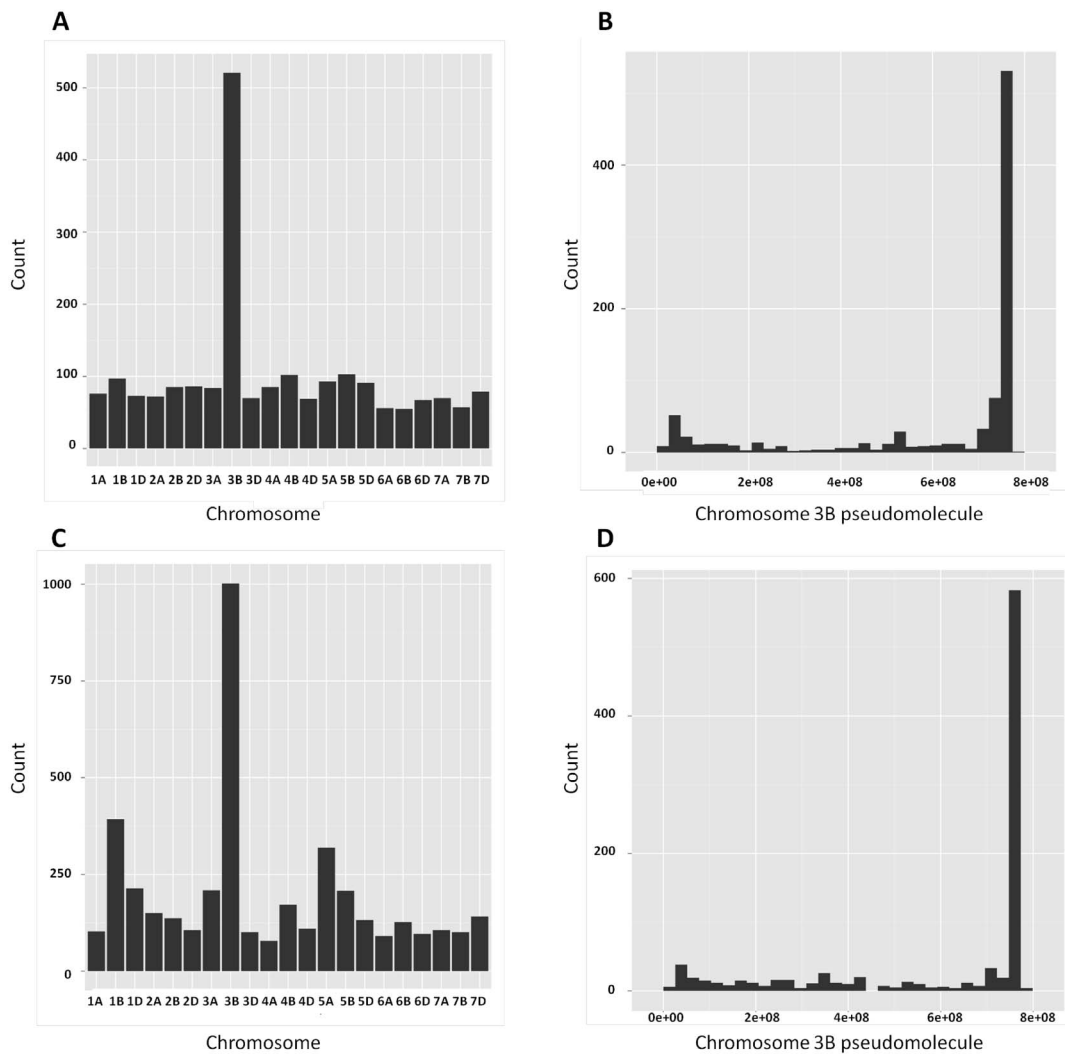 A
Count
500
400
300
200
100
0
1A 1B 1D 2A 2B 2D 3A 3B 3D 4A 4B 4D 5A 5B 5D 6A 6B 6D 7A 7B 7D
Chromosome
B
Count
400
200
0
0e+00 2e+08 4e+08 6e+08 8e+08
Chromosome 3B pseudomolecule
C
Count
1000
750
500
250
0
1A 1B 1D 2A 2B 2D 3A 3B 3D 4A 4B 4D 5A 5B 5D 6A 6B 6D 7A 7B 7D
Chromosome
D
Count
600
400
200
0
0e+00 2e+08 4e+08 6e+08 8e+08
Chromosome 3B pseudomolecule